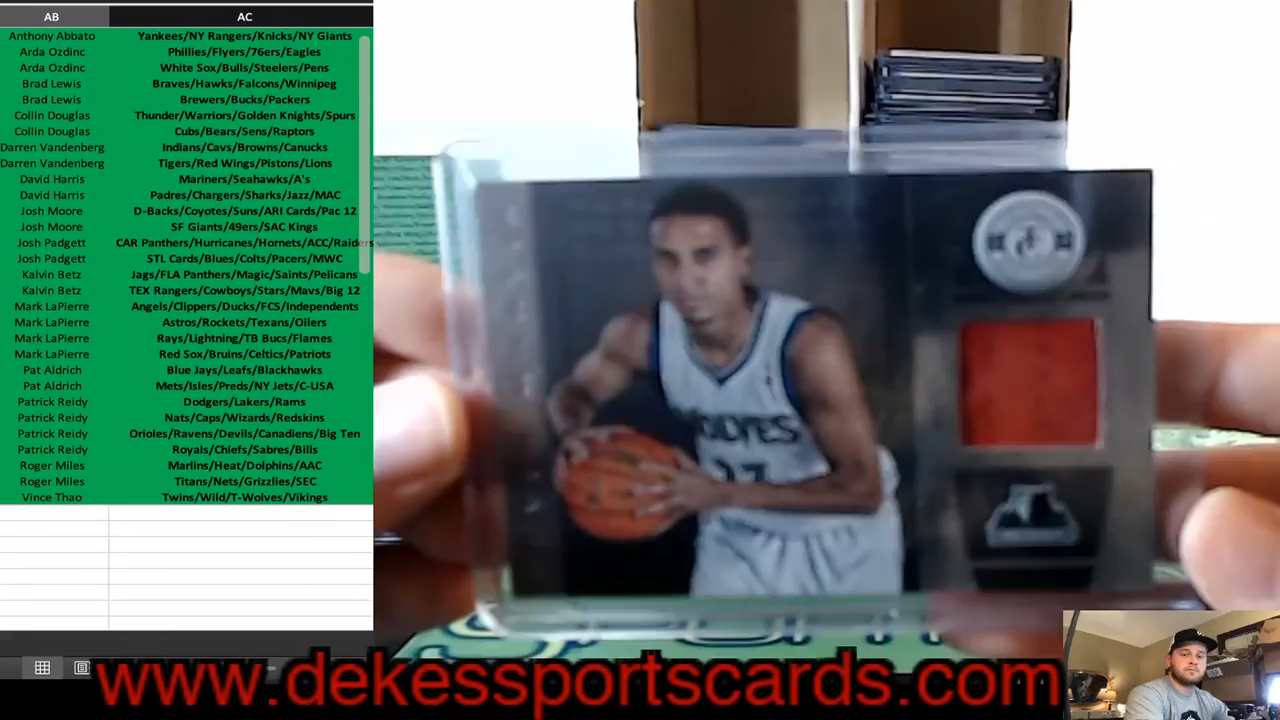 AB AC
Anthony Abbato Yankees/NY Rangers/Knicks/NY Giants
Arda Ozdinc Phillies/Flyers/76ers/Eagles
Arda Ozdinc White Sox/Bulls/Steelers/Pens
Brad Lewis Braves/Hawks/Falcons/Winnipeg
Brad Lewis Brewers/Bucks/Packers
Collin Douglas Thunder/Warriors/Golden Knights/Spurs
Collin Douglas Cubs/Bears/Sens/Raptors
Darren Vandenberg Indians/Cavs/Browns/Canucks
Darren Vandenberg Tigers/Red Wings/Pistons/Lions
David Harris Mariners/Seahawks/A's
David Harris Padres/Chargers/Sharks/Jazz/MAC
Josh Moore D-Backs/Coyotes/Suns/ARI Cards/Pac 12
Josh Moore SF Giants/49ers/SAC Kings
Josh Padgett CAR Panthers/Hurricanes/Hornets/ACC/Raiders
Josh Padgett STL Cards/Blues/Colts/Pacers/MWC
Kalvin Betz Jags/FLA Panthers/Magic/Saints/Pelicans
Kalvin Betz TEX Rangers/Cowboys/Stars/Mavs/Big 12
Mark LaPierre Angels/Clippers/Ducks/FCS/Independents
Mark LaPierre Astros/Rockets/Texans/Oilers
Mark LaPierre Rays/Lightning/TB Bucs/Flames
Mark LaPierre Red Sox/Bruins/Celtics/Patriots
Pat Aldrich Blue Jays/Leafs/Blackhawks
Pat Aldrich Mets/Isles/Preds/NY Jets/C-USA
Patrick Reidy Dodgers/Lakers/Rams
Patrick Reidy Nats/Caps/Wizards/Redskins
Patrick Reidy Orioles/Ravens/Devils/Canadiens/Big Ten
Patrick Reidy Royals/Chiefs/Sabres/Bills
Roger Miles Marlins/Heat/Dolphins/AAC
Roger Miles Titans/Nets/Grizzlies/SEC
Vince Thao Twins/Wild/T-Wolves/Vikings
WOLVES
www.dekessportscards.com